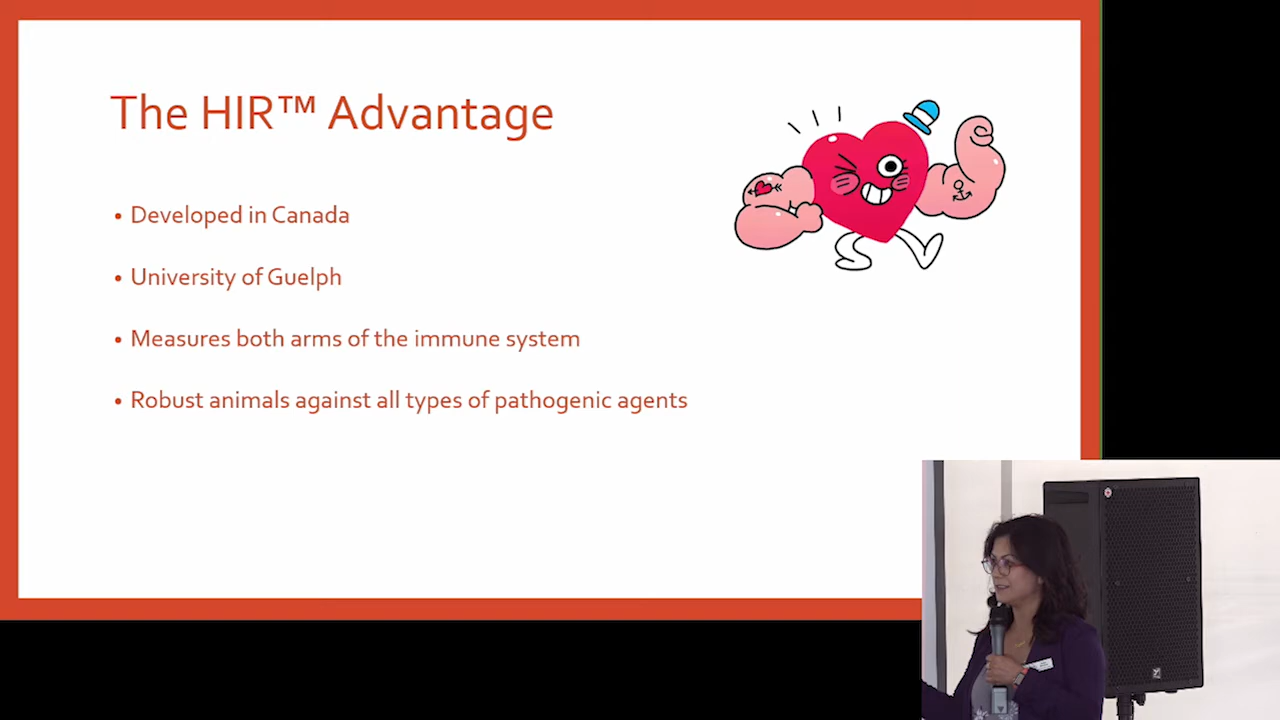 The HIR™ Advantage
• Developed in Canada
• University of Guelph
• Measures both arms of the immune system
• Robust animals against all types of pathogenic agents